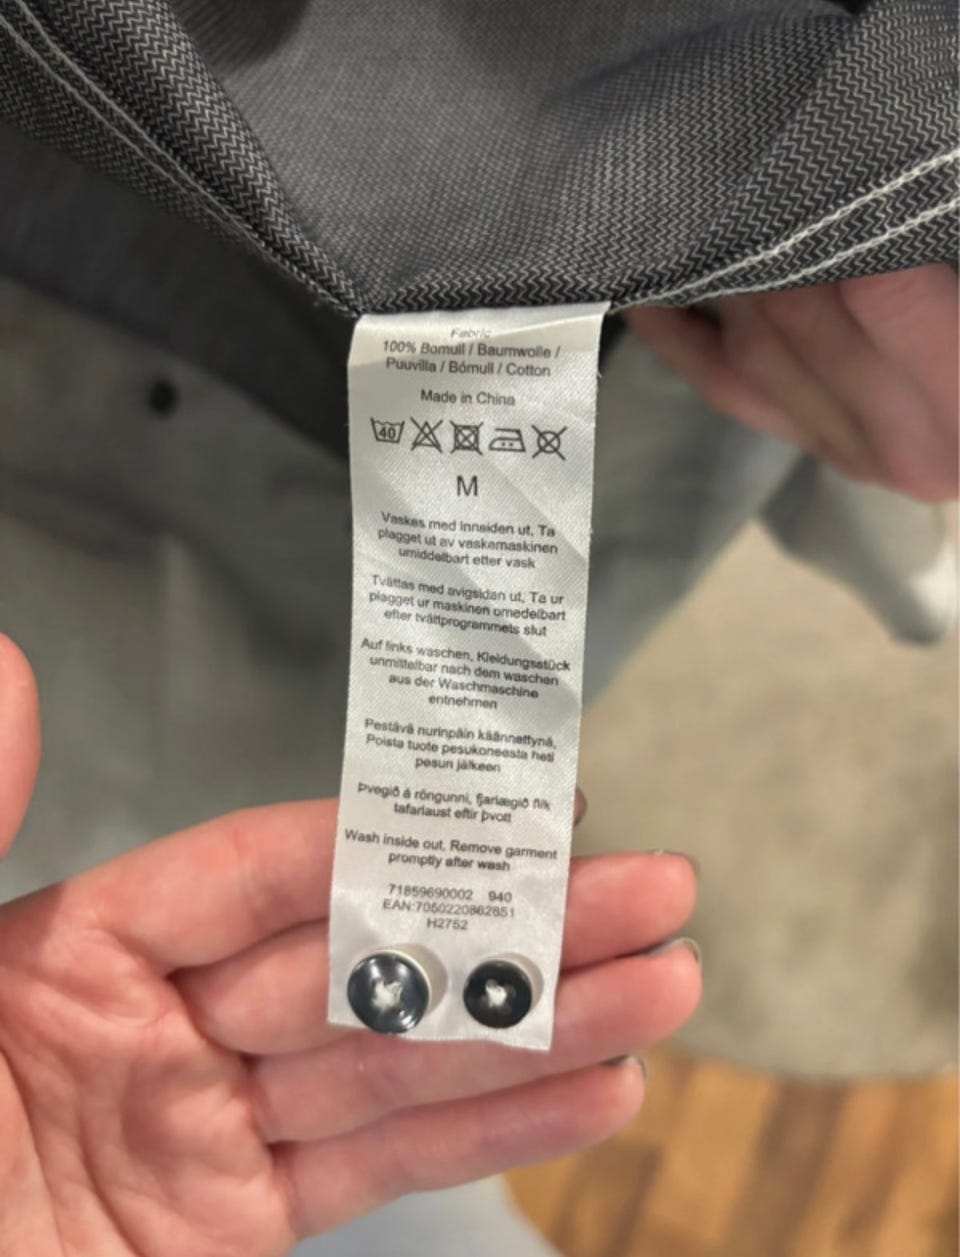 Fabric
100% Bomull / Baumwolle /
Puuvilla / Bómull / Cotton
Made in China
40
M
Vaskes med innsiden ut, Ta
plagget ut av vaskemaskinen
umiddelbart etter vask
Tvättas med avigsidan ut, Ta ur
plagget ur maskinen omedelbart
efter tvättprogrammets slut
Auf links waschen, Kleidungsstück
unmittelbar nach dem waschen
aus der Waschmaschine
entnehmen
Pestävä nurinpäin käännettynä,
Poista tuote pesukoneesta heti
pesun jälkeen
Þvegið á röngunni, fjarlægið flík
tafarlaust eftir þvott
Wash inside out, Remove garment
promptly after wash
71859690002 940
EAN:7050220862851
H2752